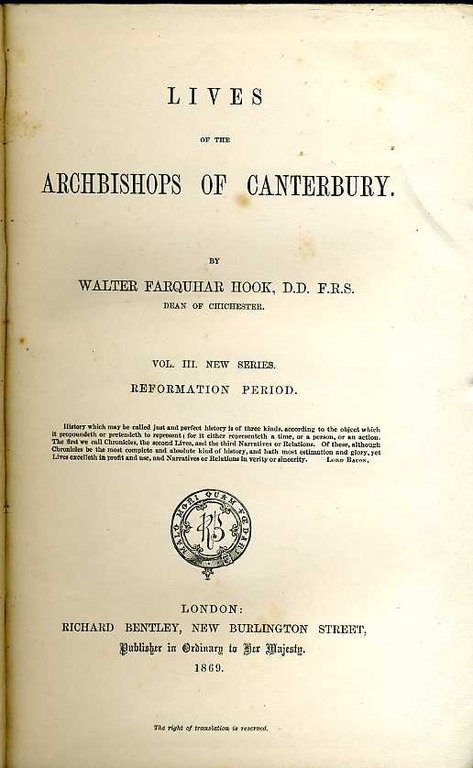 LIVES
OF THE
ARCHBISHOPS OF CANTERBURY.
BY
WALTER FARQUHAR HOOK, D.D. F.R.S.
DEAN OF CHICHESTER.
VOL. III. NEW SERIES.
REFORMATION PERIOD.
History which may be called just and perfect history is of three kinds, according to the object which
it propoundeth or pretendeth to represent; for it either representeth a time, or a person, or an action.
The first we call Chronicles, the second Lives, and the third Narratives or Relations. Of these, although
Chronicles be the most complete and absolute kind of history, and hath most estimation and glory, yet
Lives excelleth in profit and use, and Narratives or Relations in verity or sincerity. LORD BACON.
MALO MORI QUAM FŒDARI
RB
LONDON:
RICHARD BENTLEY, NEW BURLINGTON STREET,
Publisher in Ordinary to Her Majesty.
1869.
The right of translation is reserved.